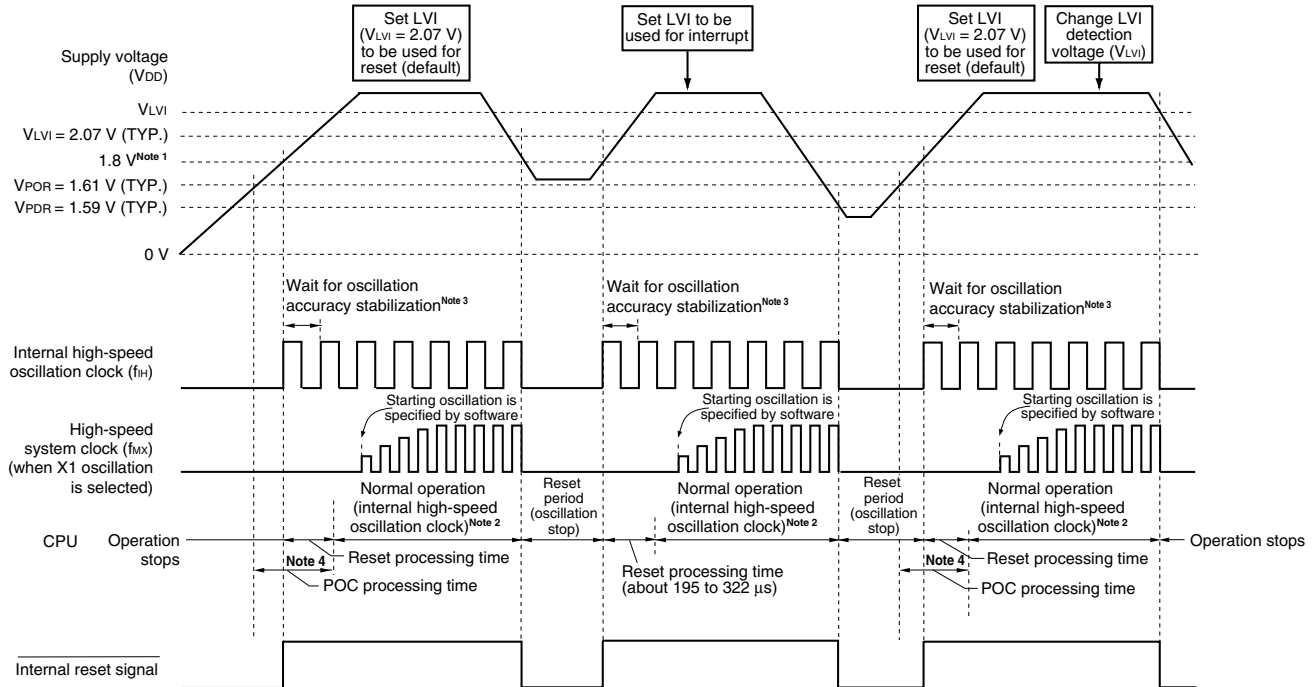 Set LVI
(VLVI = 2.07 V)
to be used for
reset (default)
Set LVI to be
used for interrupt
Set LVI
(VLVI = 2.07 V)
to be used for
reset (default)
Change LVI
detection
voltage (VLVI)
Supply voltage
(VDD)
VLVI
VLVI = 2.07 V (TYP.)
1.8 V Note 1
VPOR = 1.61 V (TYP.)
VPDR = 1.59 V (TYP.)
0 V
Wait for oscillation
accuracy stabilization Note 3
Wait for oscillation
accuracy stabilization Note 3
Wait for oscillation
accuracy stabilization Note 3
Internal high-speed
oscillation clock (fIH)
Starting oscillation is
specified by software
Starting oscillation is
specified by software
Starting oscillation is
specified by software
High-speed
system clock (fMX)
(when X1 oscillation
is selected)
Normal operation
(internal high-speed
oscillation clock) Note 2
Reset
period
(oscillation
stop)
Normal operation
(internal high-speed
oscillation clock) Note 2
Reset
period
(oscillation
stop)
Normal operation
(internal high-speed
oscillation clock) Note 2
CPU
Operation
stops
Operation stops
Note 4
Reset processing time
POC processing time
Reset processing time
(about 195 to 322 μs)
Note 4
Reset processing time
POC processing time
Internal reset signal